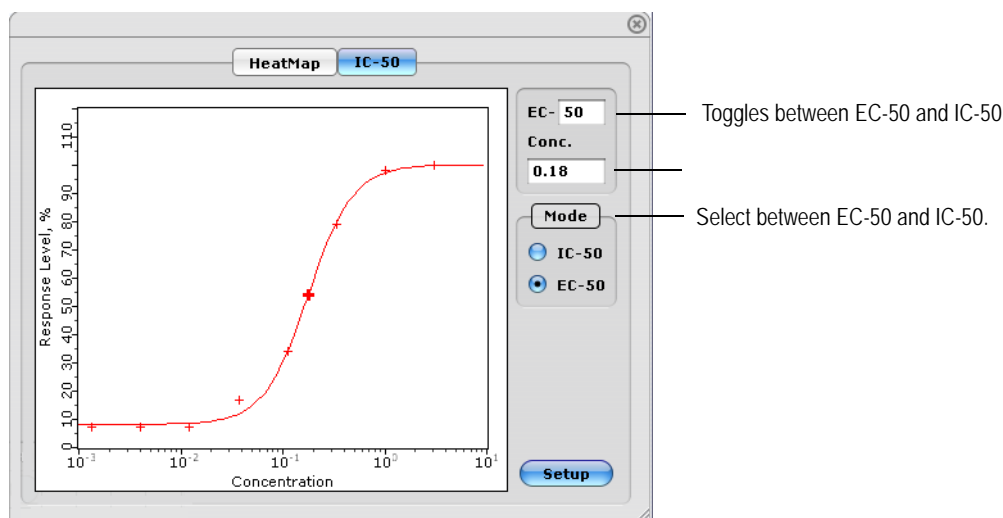 HeatMap IC-50
EC- 50
Toggles between EC-50 and IC-50
Conc.
0.18
Mode
Select between EC-50 and IC-50.
IC-50
EC-50
Setup
Response Level, %
0 10 20 30 40 50 60 70 80 90 110
10-3 10-2 10-1 100 101
Concentration